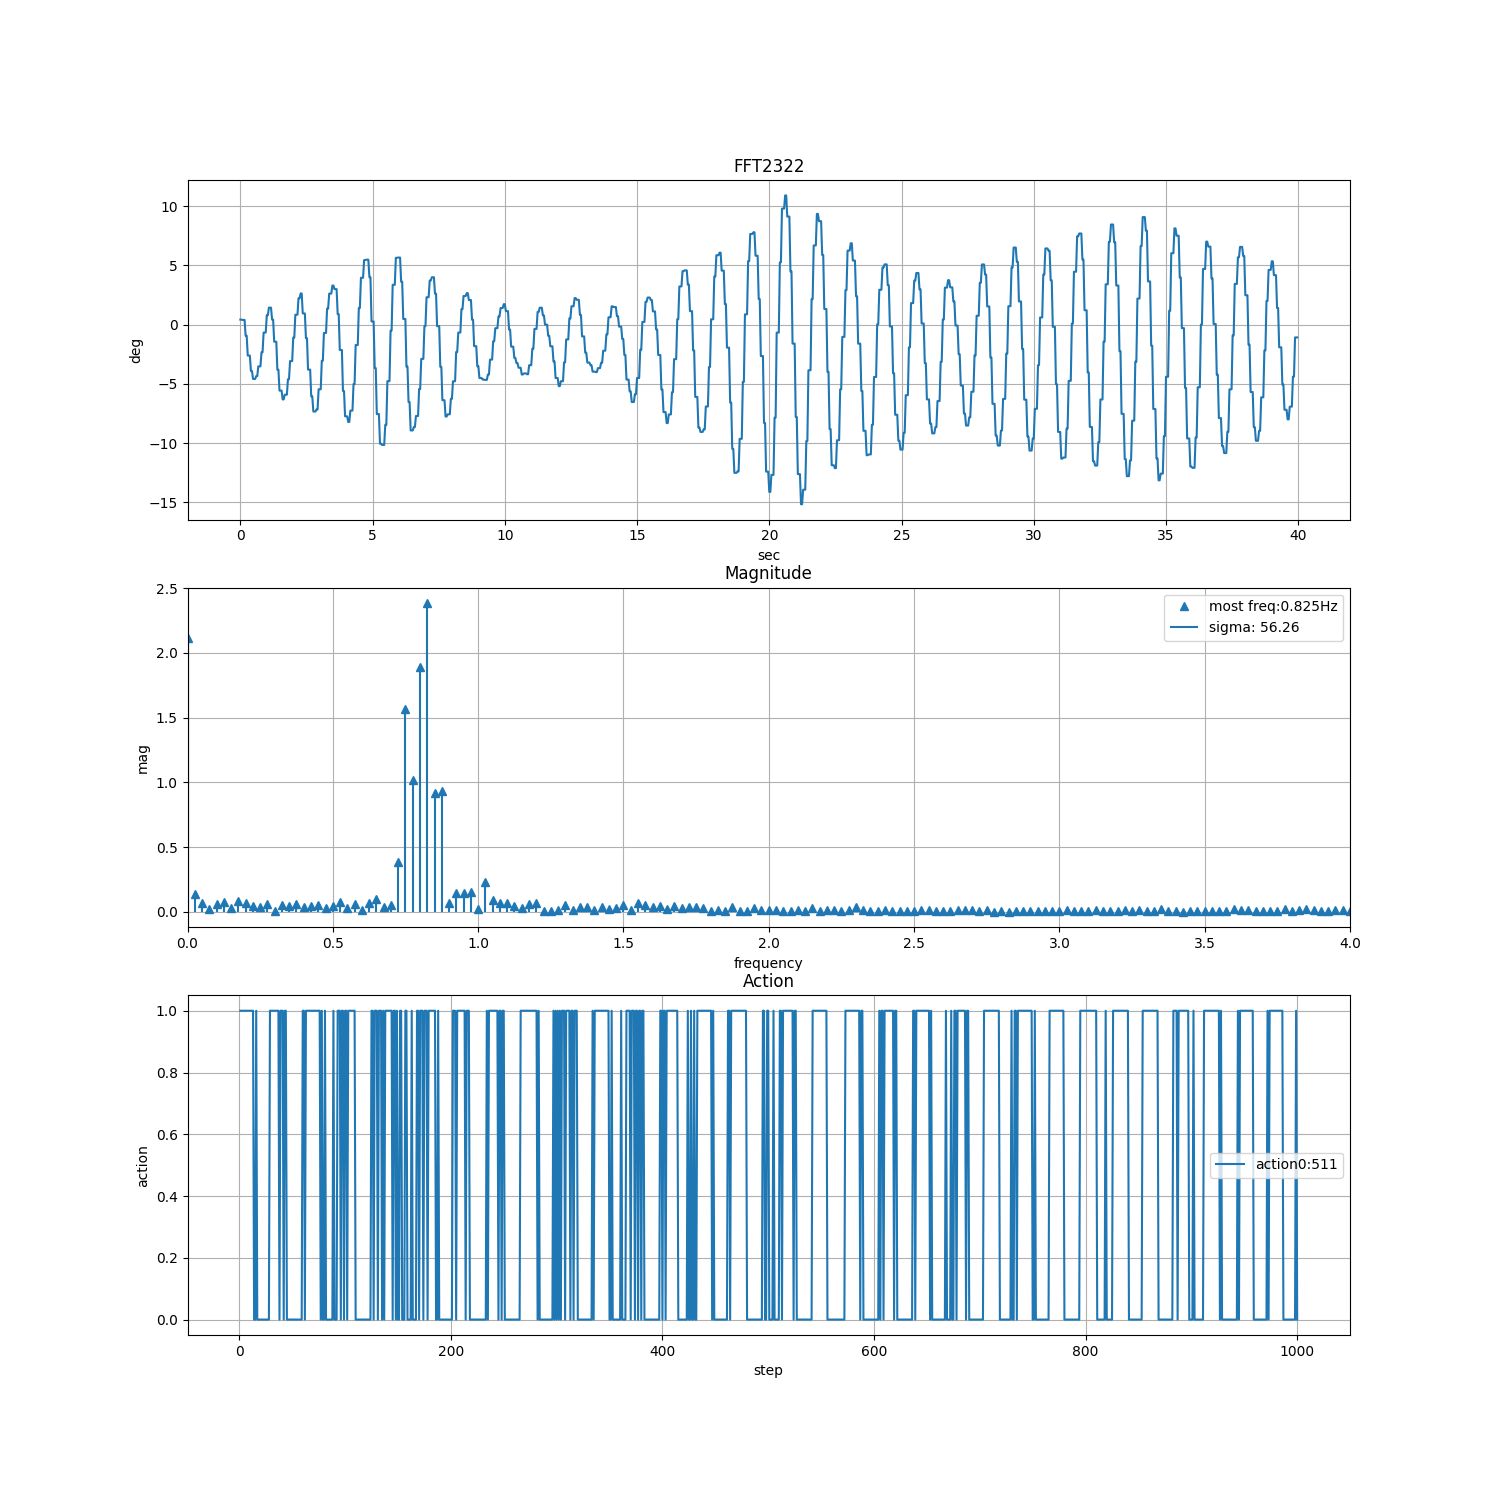 FFT2322
10
5
0
−5
−10
−15
deg
0 5 10 15 20 25 30 35 40
sec
Magnitude
2.5
2.0
1.5
1.0
0.5
0.0
mag
most freq:0.825Hz
sigma: 56.26
0.0 0.5 1.0 1.5 2.0 2.5 3.0 3.5 4.0
frequency
Action
1.0
0.8
0.6
0.4
0.2
0.0
action
action0:511
0 200 400 600 800 1000
step